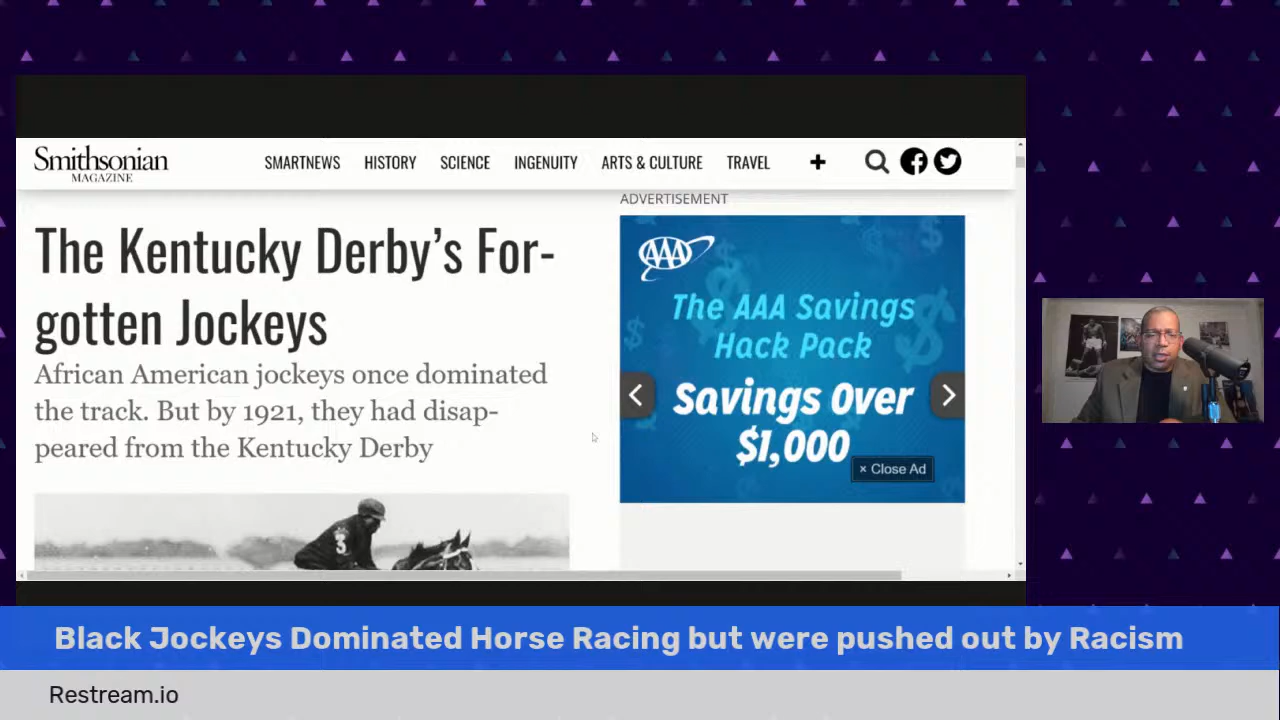 Smithsonian
MAGAZINE
SMARTNEWS HISTORY SCIENCE INGENUITY ARTS & CULTURE TRAVEL +
ADVERTISEMENT
The Kentucky Derby's For-
gotten Jockeys
African American jockeys once dominated
the track. But by 1921, they had disap-
peared from the Kentucky Derby
3
AAA
The AAA Savings
Hack Pack
Savings Over
$1,000
× Close Ad
Black Jockeys Dominated Horse Racing but were pushed out by Racism
Restream.io